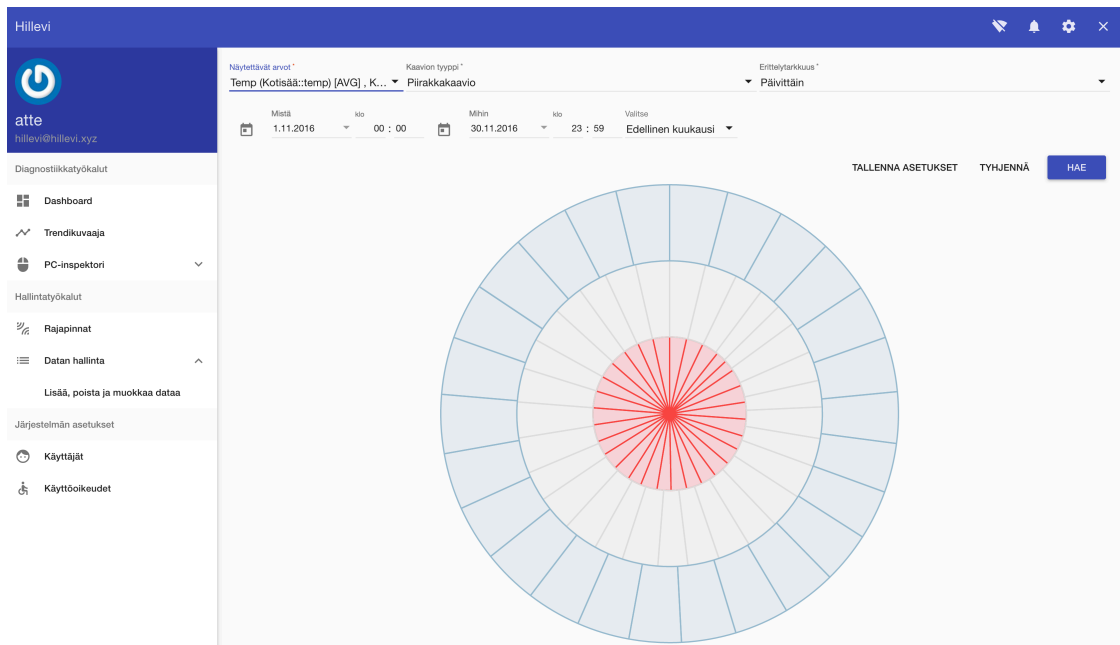 Hillevi
atte
hillevi@hillevi.xyz
Diagnostiikkatyökalut
Dashboard
Trendikuvaaja
PC-inspektori
Hallintatyökalut
Rajapinnat
Datan hallinta
Lisää, poista ja muokkaa dataa
Järjestelmän asetukset
Käyttäjät
Käyttöoikeudet
Näytettävät arvot * Kaavion tyyppi * Erittelytarkkuus *
Temp (Kotisää::temp) [AVG] , K... Piirakkakaavio Päivittäin
Mistä klo Mihin klo Valitse
1.11.2016 00 : 00 30.11.2016 23 : 59 Edellinen kuukausi
TALLENNA ASETUKSET TYHJENNÄ HAE